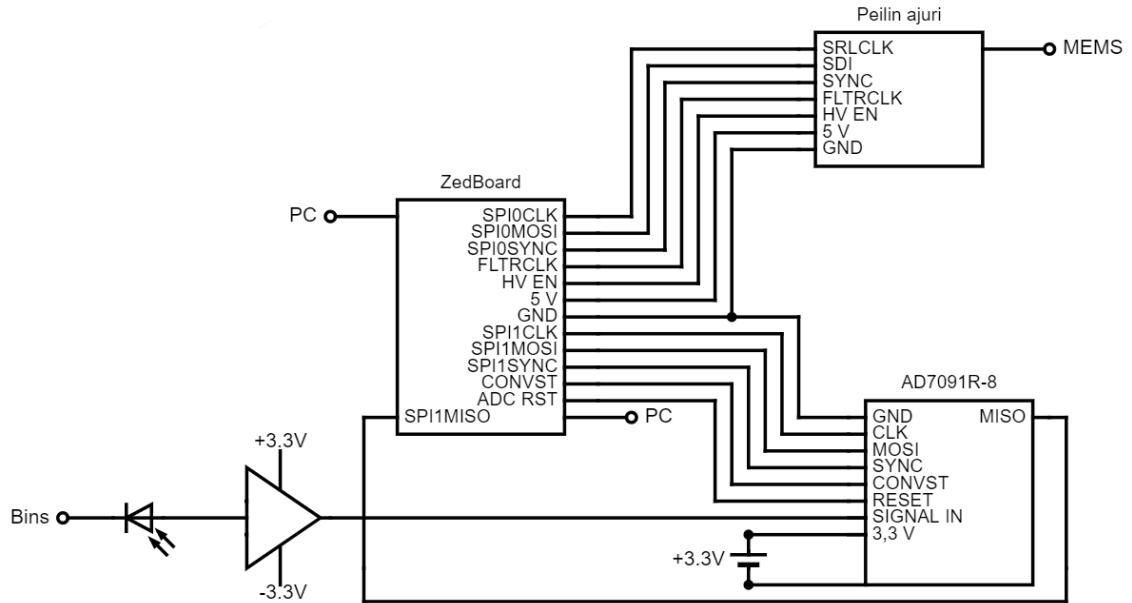 Peilin ajuri
SRLCLK
SDI
SYNC
FLTRCLK
HV EN
5 V
GND
MEMS
ZedBoard
PC
SPI0CLK
SPI0MOSI
SPI0SYNC
FLTRCLK
HV EN
5 V
GND
SPI1CLK
SPI1MOSI
SPI1SYNC
CONVST
ADC RST
SPI1MISO
PC
AD7091R-8
GND
MISO
CLK
MOSI
SYNC
CONVST
RESET
SIGNAL IN
3,3 V
+3.3V
Bins
-3.3V
+3.3V